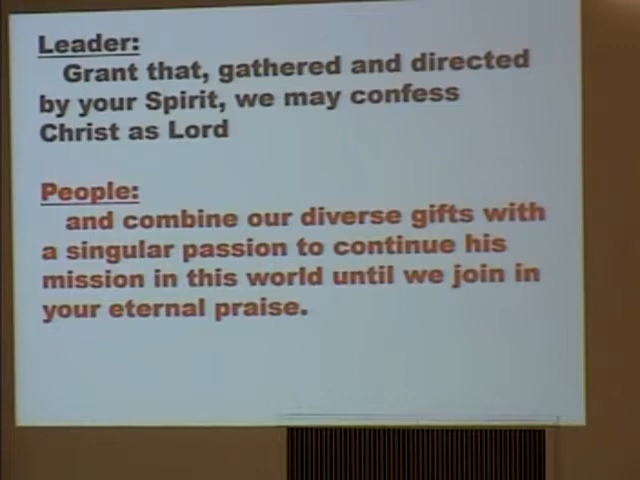 Leader:
Grant that, gathered and directed
by your Spirit, we may confess
Christ as Lord
People:
and combine our diverse gifts with
a singular passion to continue his
mission in this world until we join in
your eternal praise.